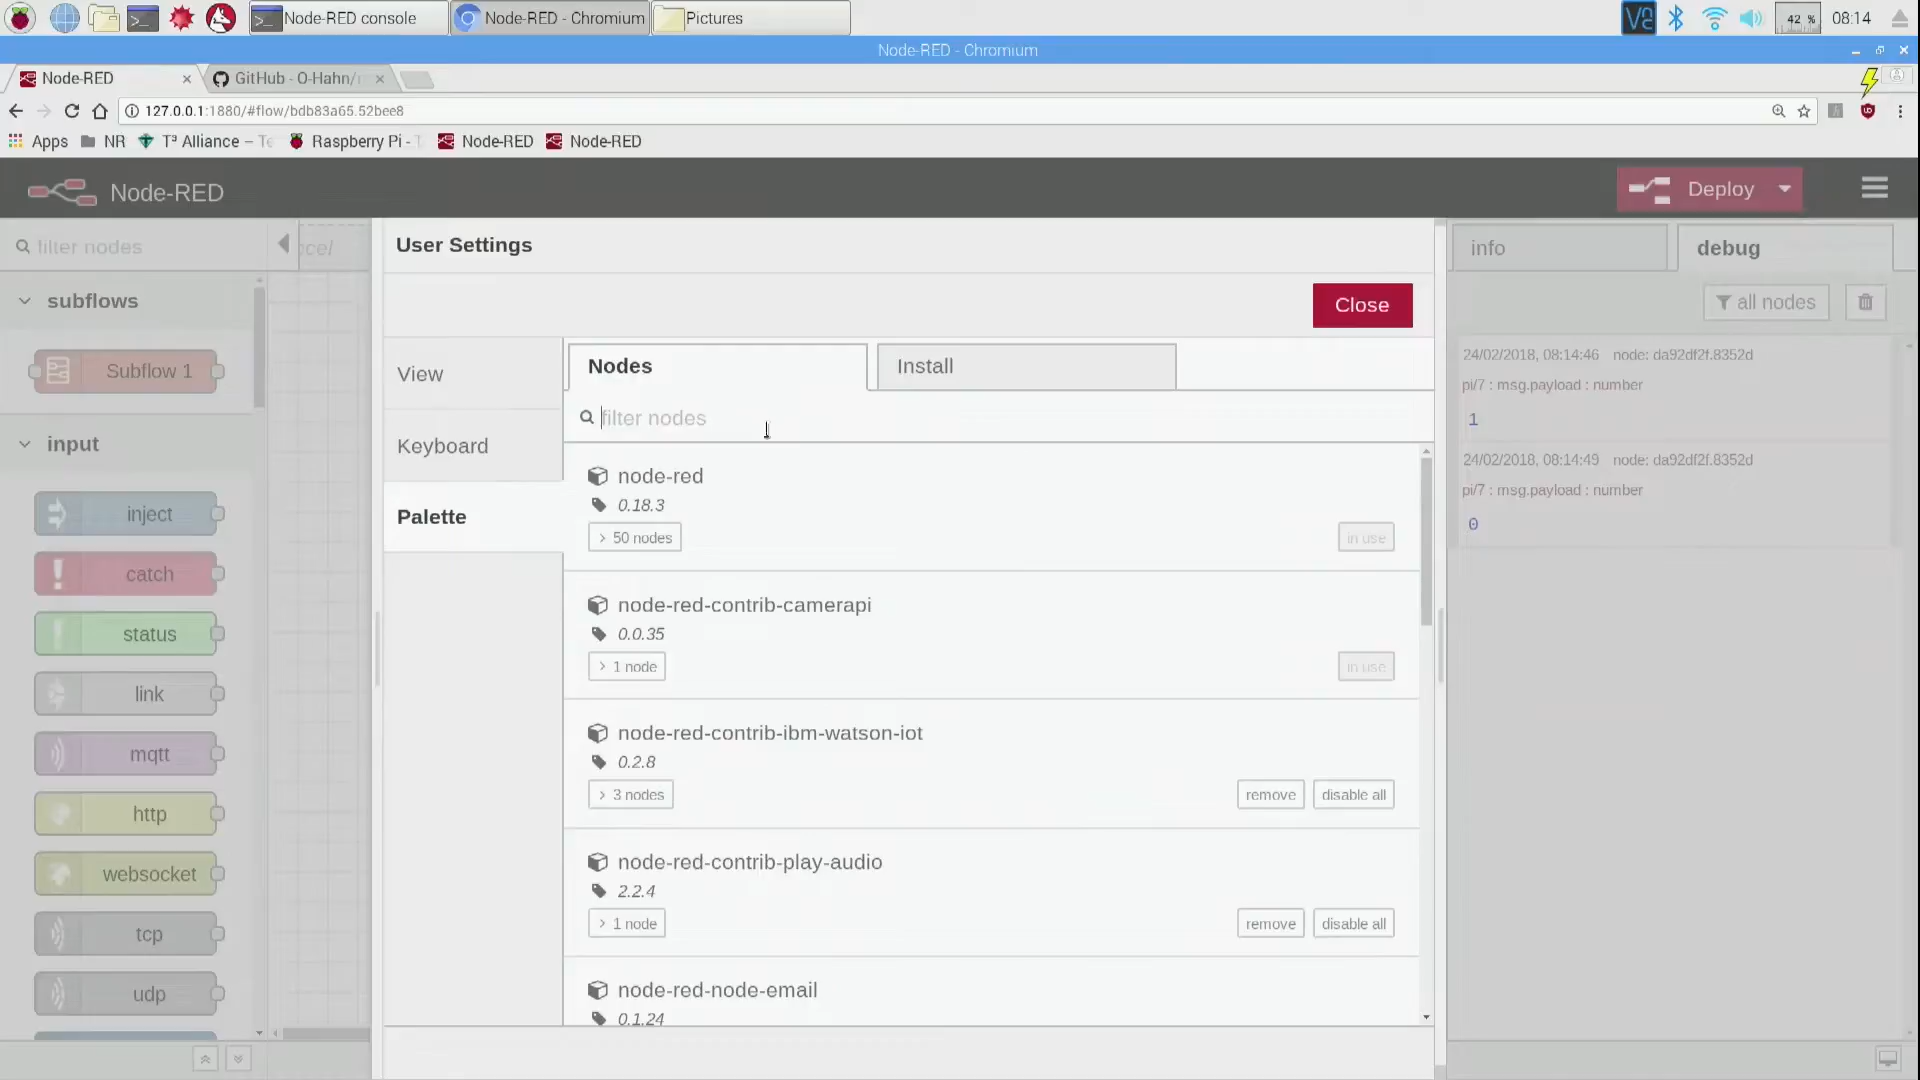 Node-RED console
Node-RED - Chromium
Pictures
42 %
08:14
Node-RED - Chromium
Node-RED
GitHub - O-Hahn/
127.0.0.1:1880/#flow/bdb83a65.52bee8
Apps
NR
T³ Alliance –
Raspberry Pi -
Node-RED
Node-RED
Node-RED
Deploy
filter nodes
User Settings
info
debug
Close
all nodes
subflows
Subflow 1
View
Keyboard
Palette
Nodes
Install
filter nodes
node-red
0.18.3
50 nodes
in use
node-red-contrib-camerapi
0.0.35
1 node
in use
node-red-contrib-ibm-watson-iot
0.2.8
3 nodes
remove
disable all
node-red-contrib-play-audio
2.2.4
1 node
remove
disable all
node-red-node-email
0.1.24
input
inject
catch
status
link
mqtt
http
websocket
tcp
udp
24/02/2018, 08:14:46 node: da92df2f.8352d
pi/7 : msg.payload : number
1
24/02/2018, 08:14:49 node: da92df2f.8352d
pi/7 : msg.payload : number
0